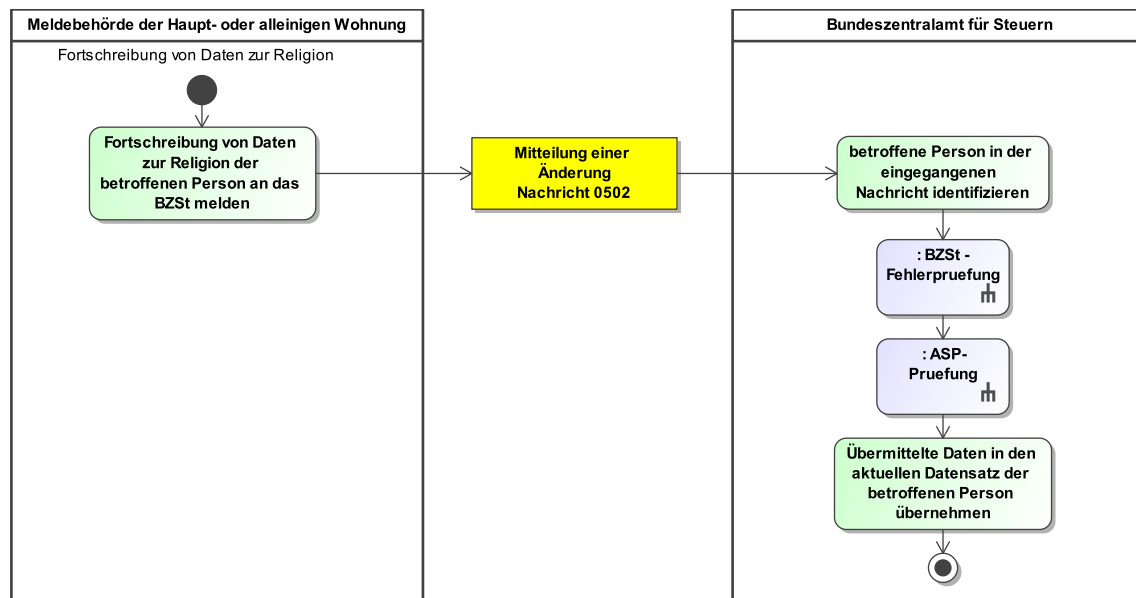 Meldebehörde der Haupt- oder alleinigen Wohnung
Fortschreibung von Daten zur Religion
Fortschreibung von Daten
zur Religion der
betroffenen Person an das
BZSt melden
Mitteilung einer
Änderung
Nachricht 0502
Bundeszentralamt für Steuern
betroffene Person in der
eingegangenen
Nachricht identifizieren
: BZSt -
Fehlerpruefung
: ASP-
Pruefung
Übermittelte Daten in den
aktuellen Datensatz der
betroffenen Person
übernehmen